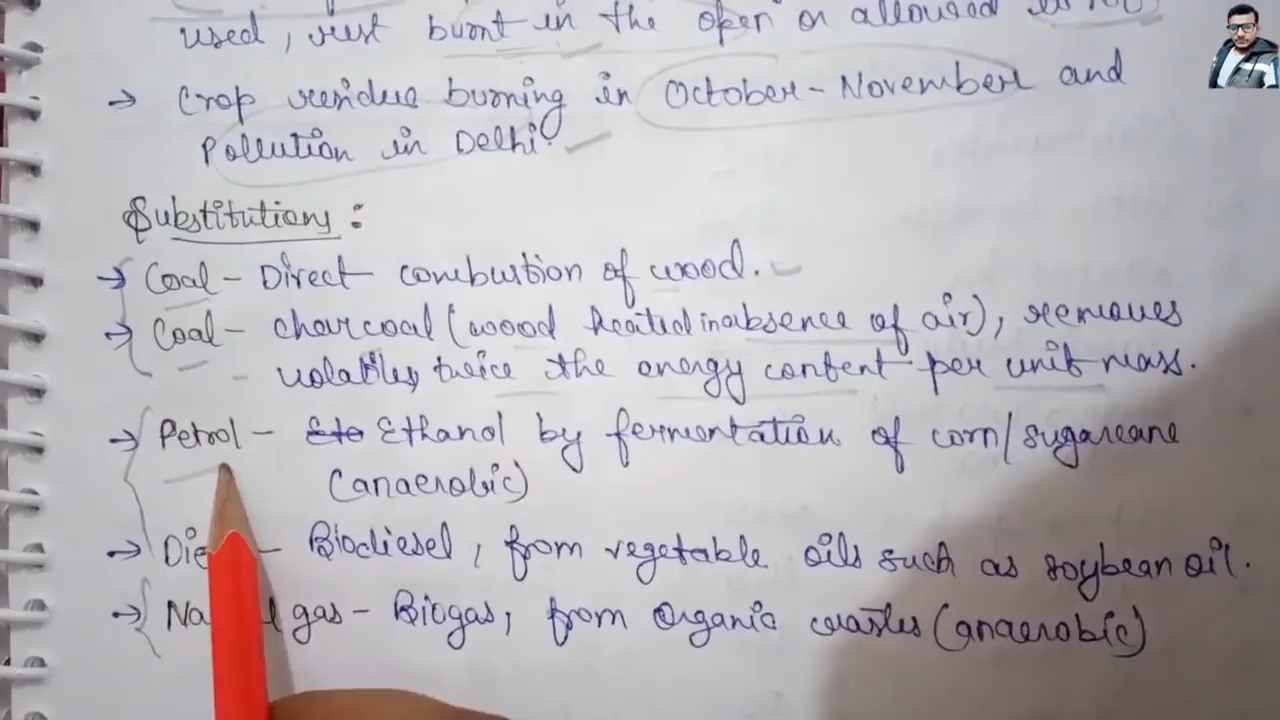 used, just burnt in the open or allowed
→ Crop residue burning in October - November and
Pollution in Delhi.
Substitutions :
→ Coal - Direct combustion of wood.
→ Coal - charcoal (wood heated in absence of air), removes
volatiles, twice the energy content per unit mass.
→ Petrol - Eto Ethanol by fermentation of corn/sugarcane
(anaerobic)
→ Die - Biodiesel, from vegetable oils such as soybean oil.
→ Na l gas - Biogas, from Organic wastes (anaerobic)